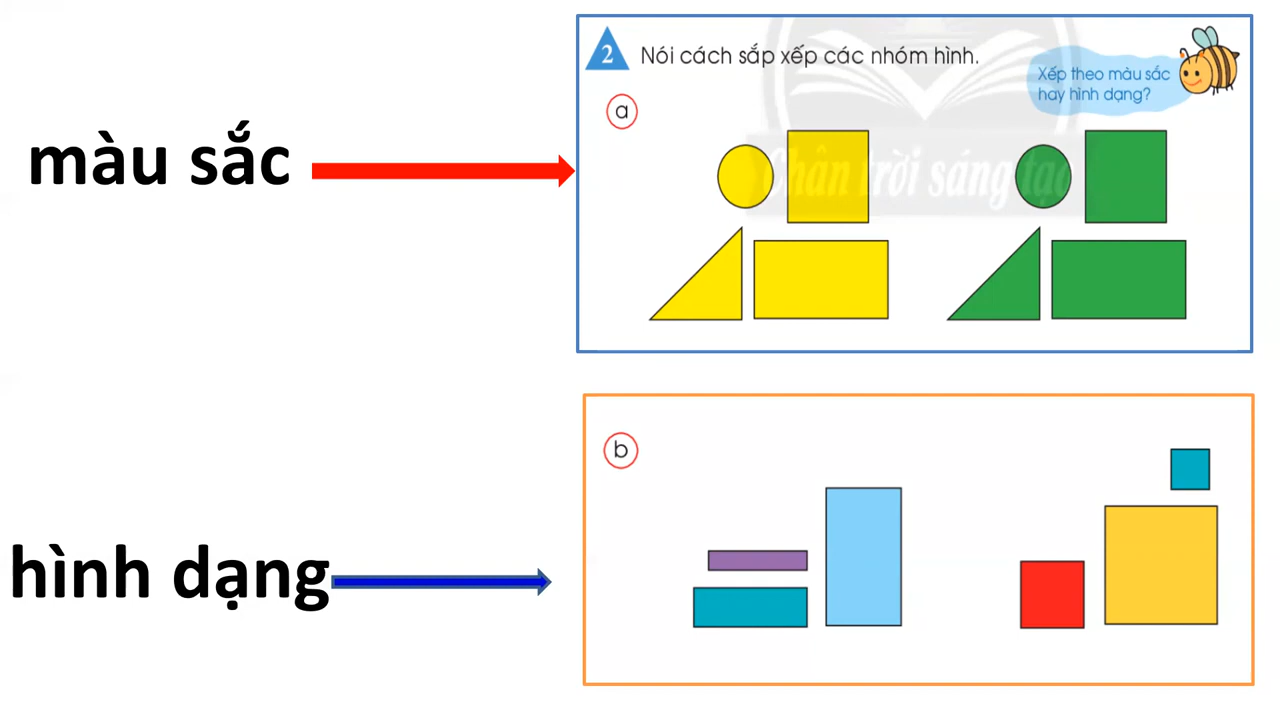 2 Nói cách sắp xếp các nhóm hình.
Xếp theo màu sắc
hay hình dạng?
a
màu sắc
Chân trời sáng tạo
b
hình dạng